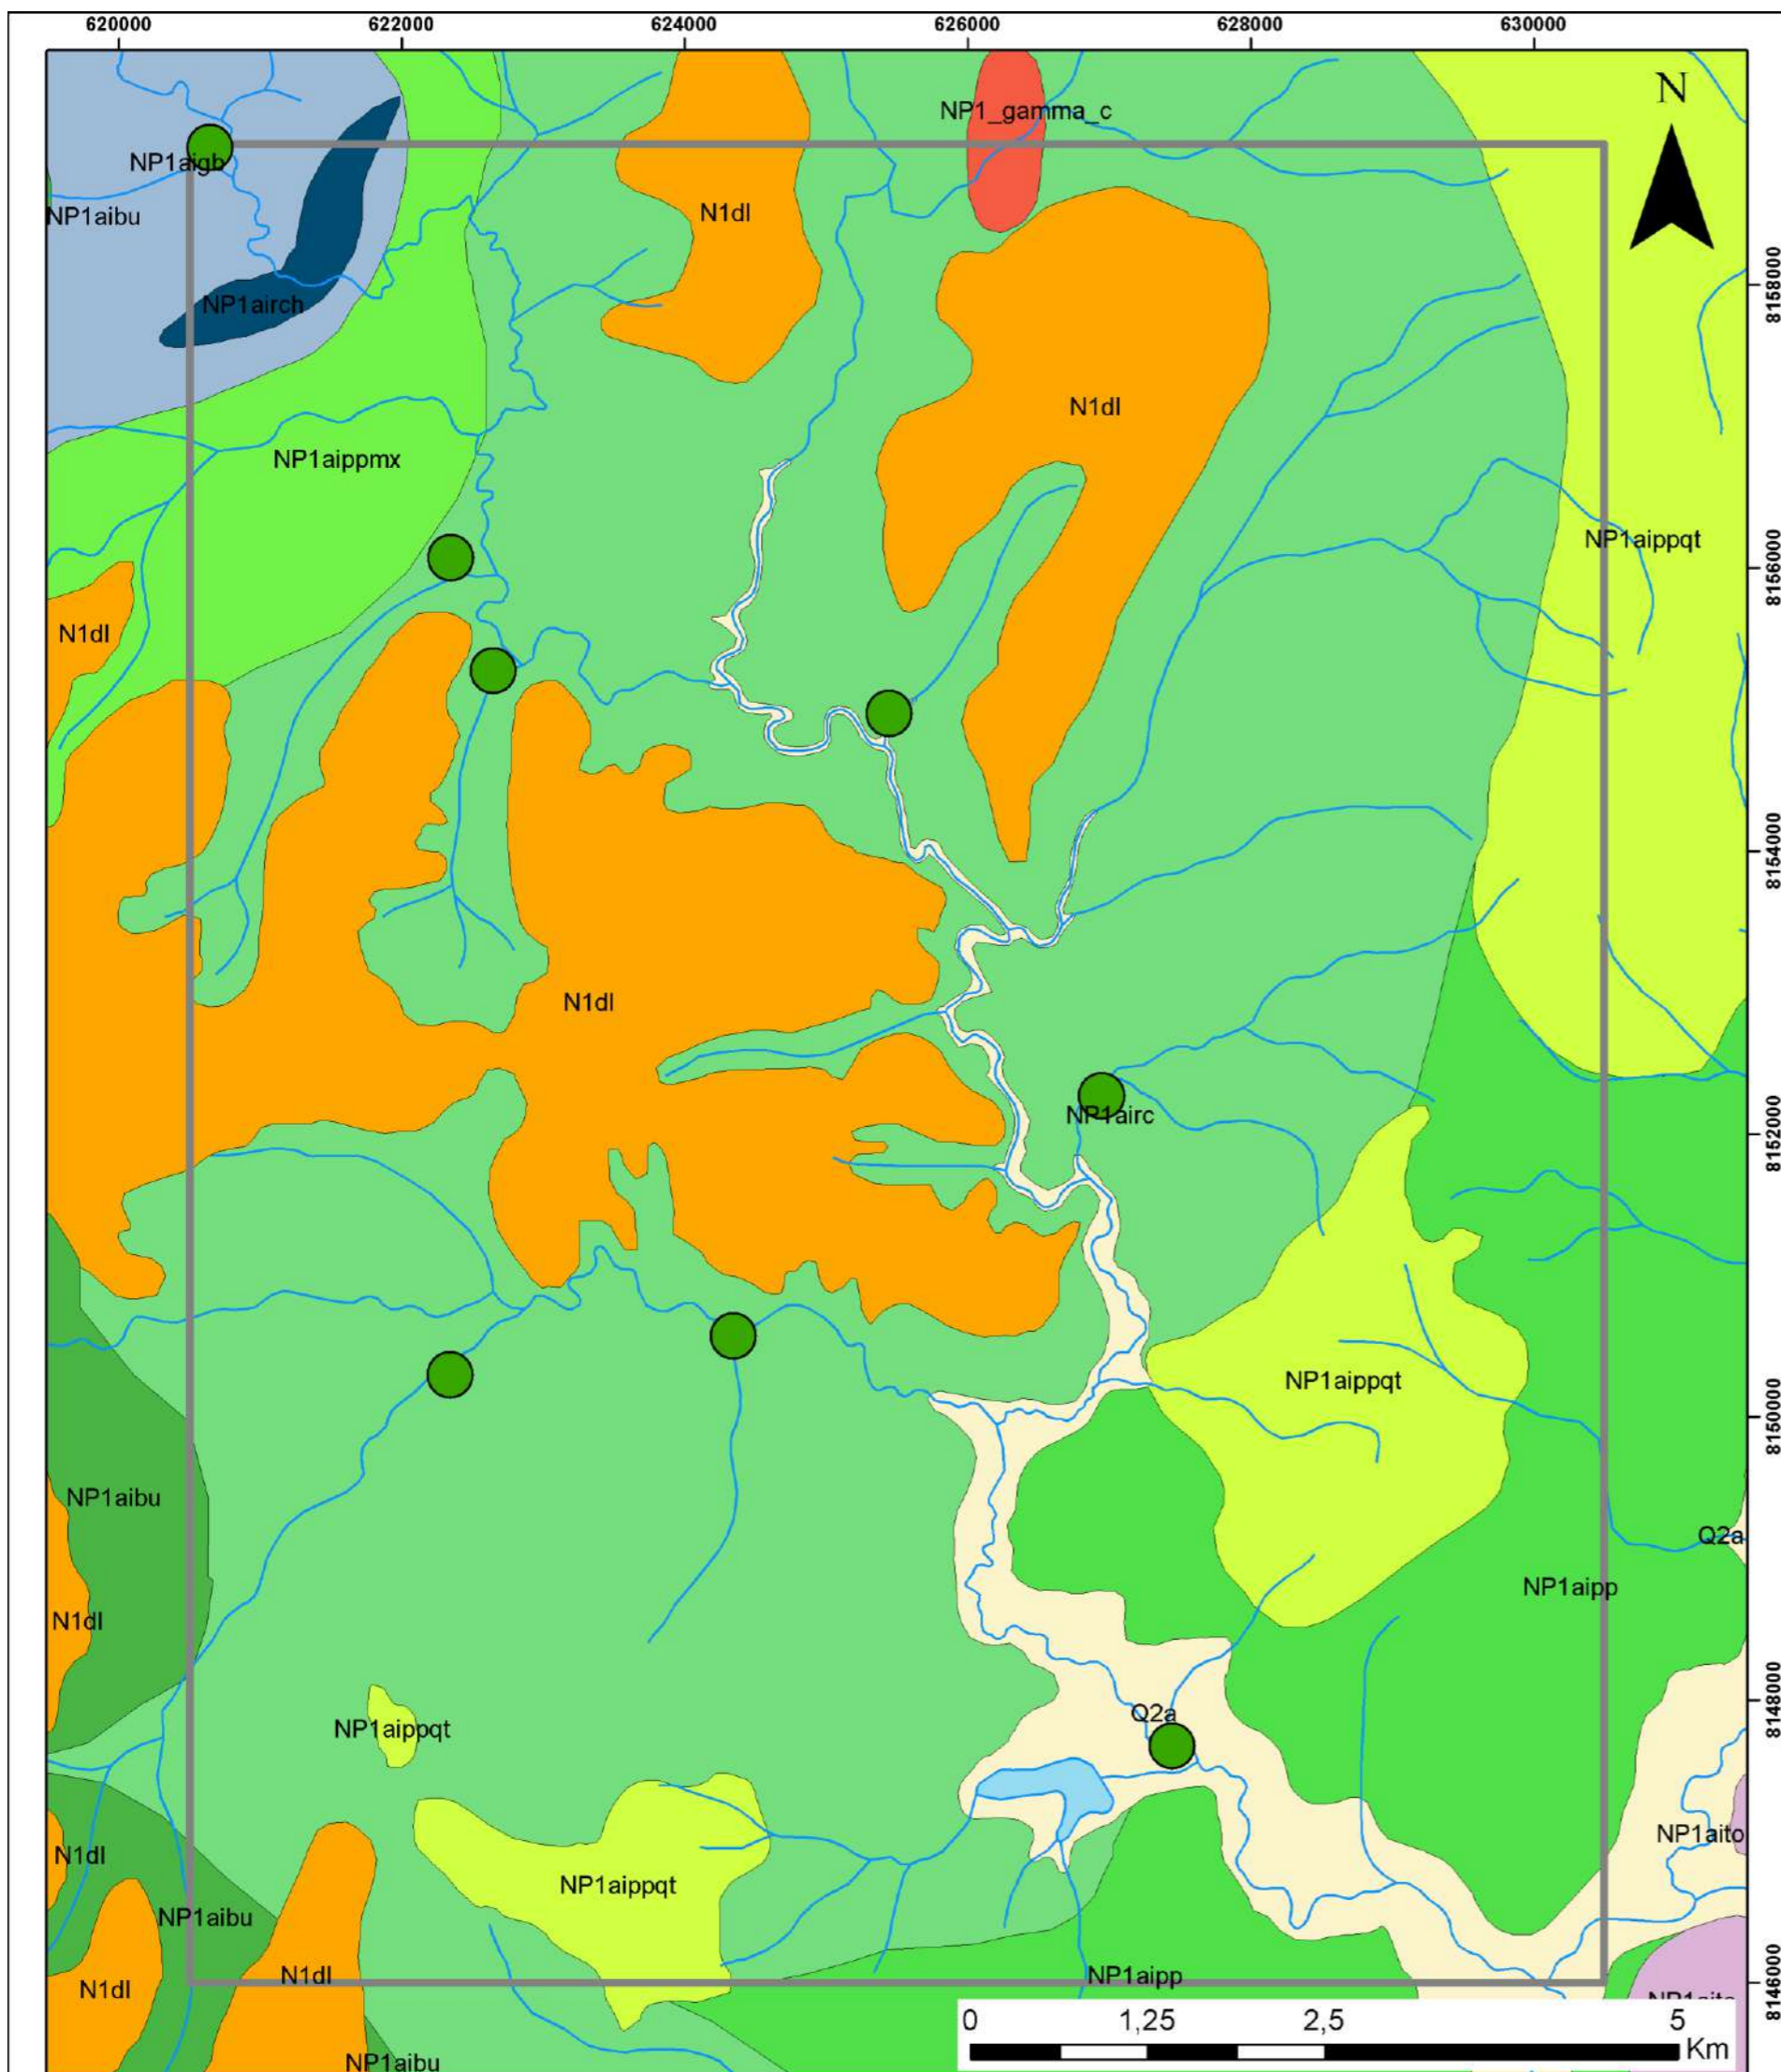 620000 622000 624000 626000 628000 630000
N
NP1_gamma_c
NP1aigb
NP1aibu
N1dl
8158000
NP1airch
N1dl
NP1aippmx
NP1aippqt
8156000
N1dl
8154000
N1dl
NP1airc
8152000
NP1aippqt
8150000
NP1aibu
Q2a
NP1aipp
N1dl
8148000
Q2a
NP1aippqt
NP1aito
N1dl
NP1aippqt
NP1aibu
N1dl
NP1aipp
N1dl
8146000
0 1,25 2,5 5
Km
NP1aibu